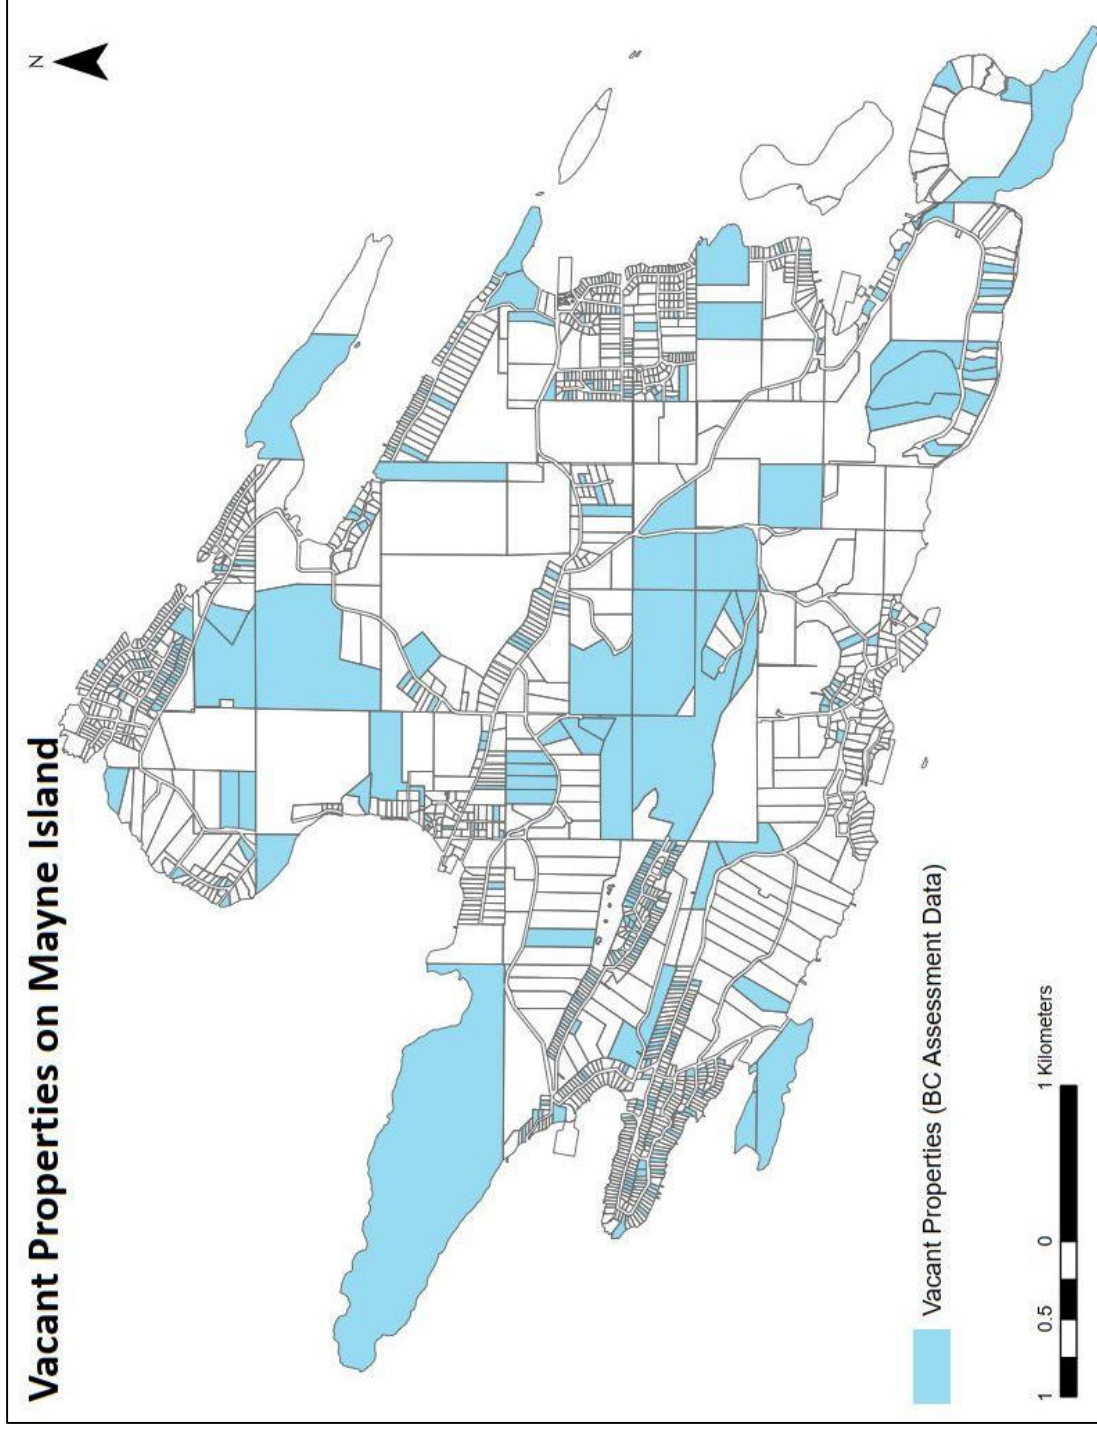 Vacant Properties on Mayne Island
N
Vacant Properties (BC Assessment Data)
1 0.5 0 1 Kilometers